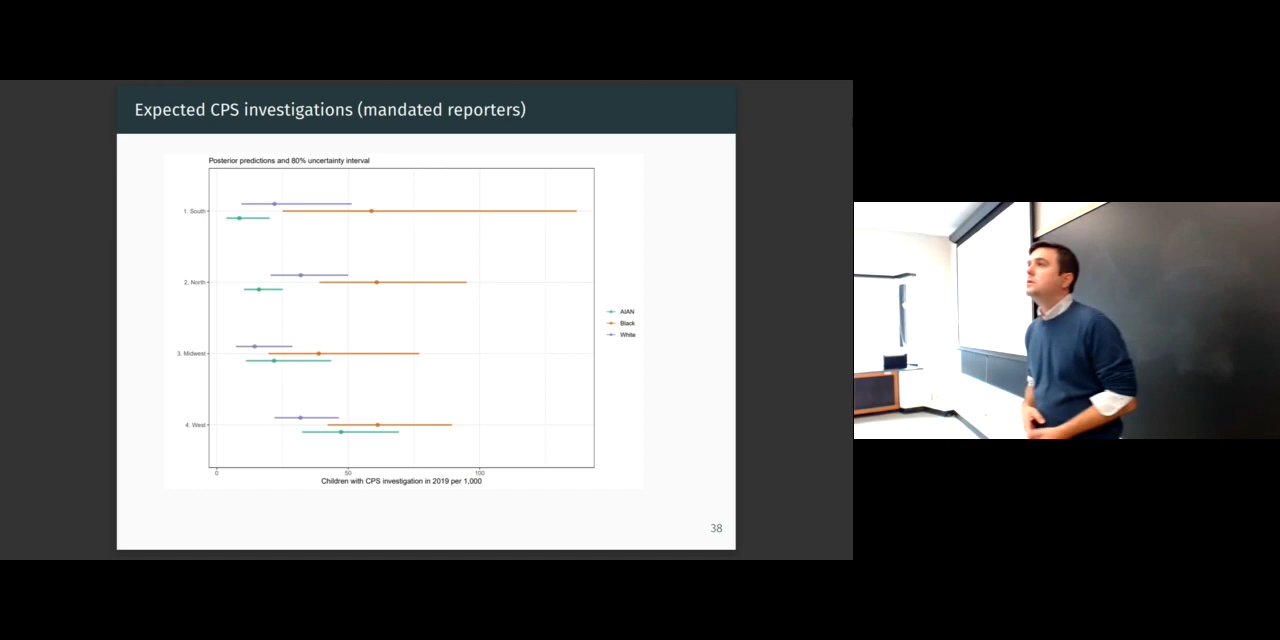 Expected CPS investigations (mandated reporters)
Posterior predictions and 80% uncertainty interval
1. South
2. North
3. Midwest
4. West
0
50
100
Children with CPS investigation in 2019 per 1,000
AIAN
Black
White
38